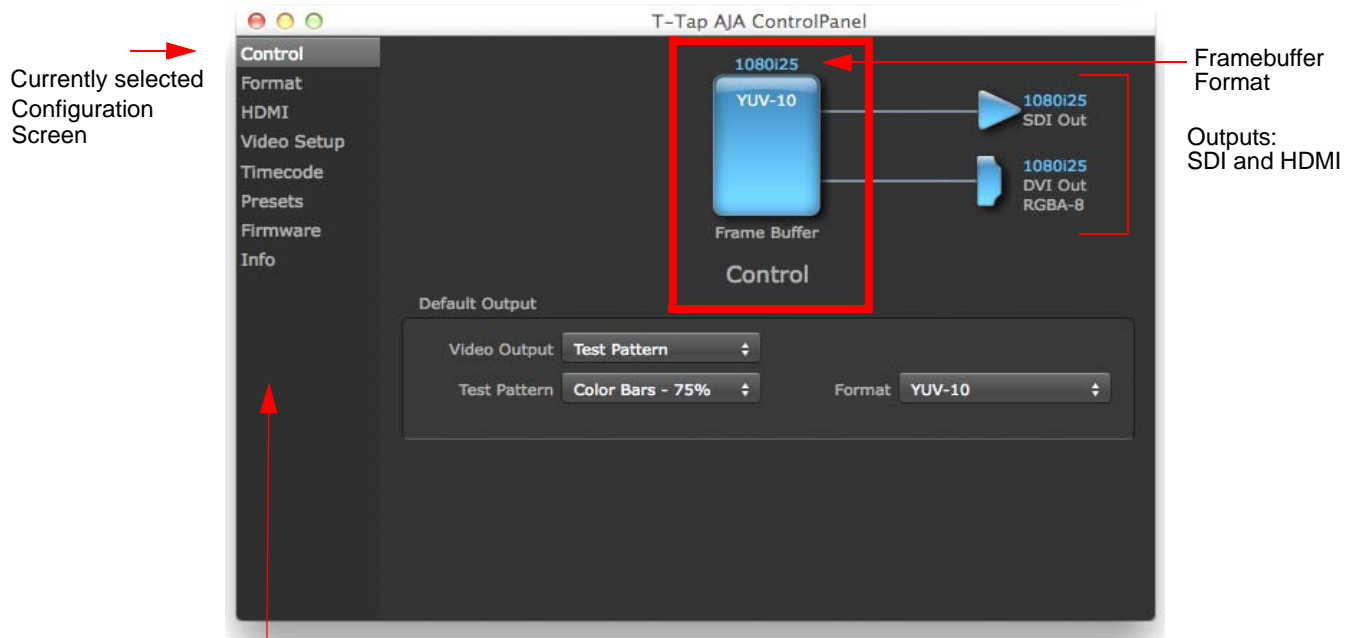 T-Tap AJA ControlPanel
Currently selected
Configuration
Screen
Control
Format
HDMI
Video Setup
Timecode
Presets
Firmware
Info
1080i25
YUV-10
Frame Buffer
1080i25
SDI Out
1080i25
DVI Out
RGBA-8
Framebuffer
Format
Outputs:
SDI and HDMI
Control
Default Output
Video Output Test Pattern
Test Pattern Color Bars - 75% Format YUV-10